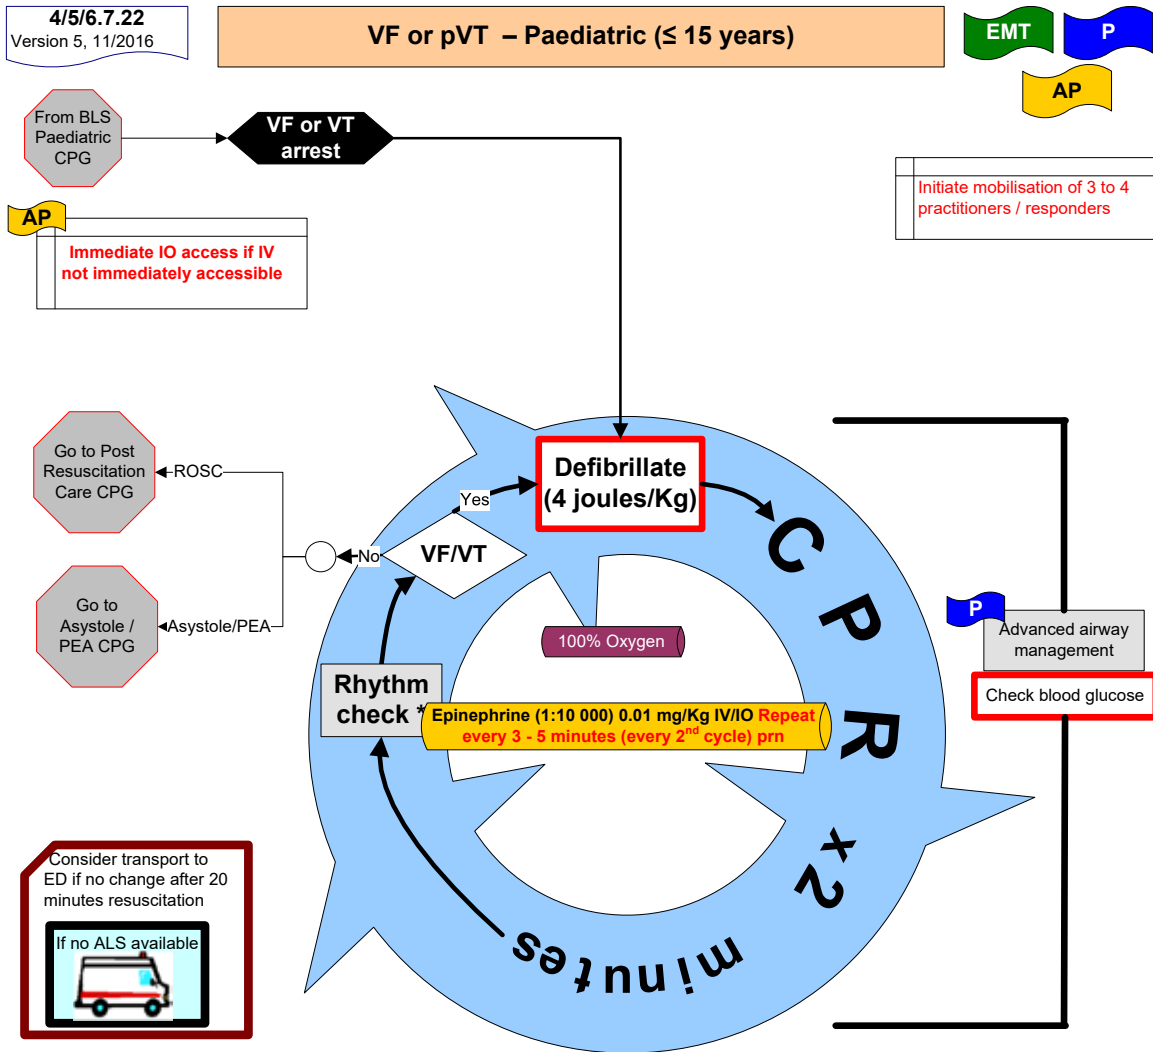 4/5/6.7.22
Version 5, 11/2016
VF or pVT – Paediatric (≤ 15 years)
EMT
P
AP
From BLS
Paediatric
CPG
VF or VT
arrest
Initiate mobilisation of 3 to 4
practitioners / responders
AP
Immediate IO access if IV
not immediately accessible
Go to Post
Resuscitation
Care CPG
ROSC
Defibrillate
(4 joules/Kg)
Yes
VF/VT
No
Go to
Asystole /
PEA CPG
Asystole/PEA
100% Oxygen
CPR x2 minutes
P
Advanced airway
management
Check blood glucose
Rhythm
check *
Epinephrine (1:10 000) 0.01 mg/Kg IV/IO Repeat
every 3 - 5 minutes (every 2nd cycle) prn
Consider transport to
ED if no change after 20
minutes resuscitation
If no ALS available